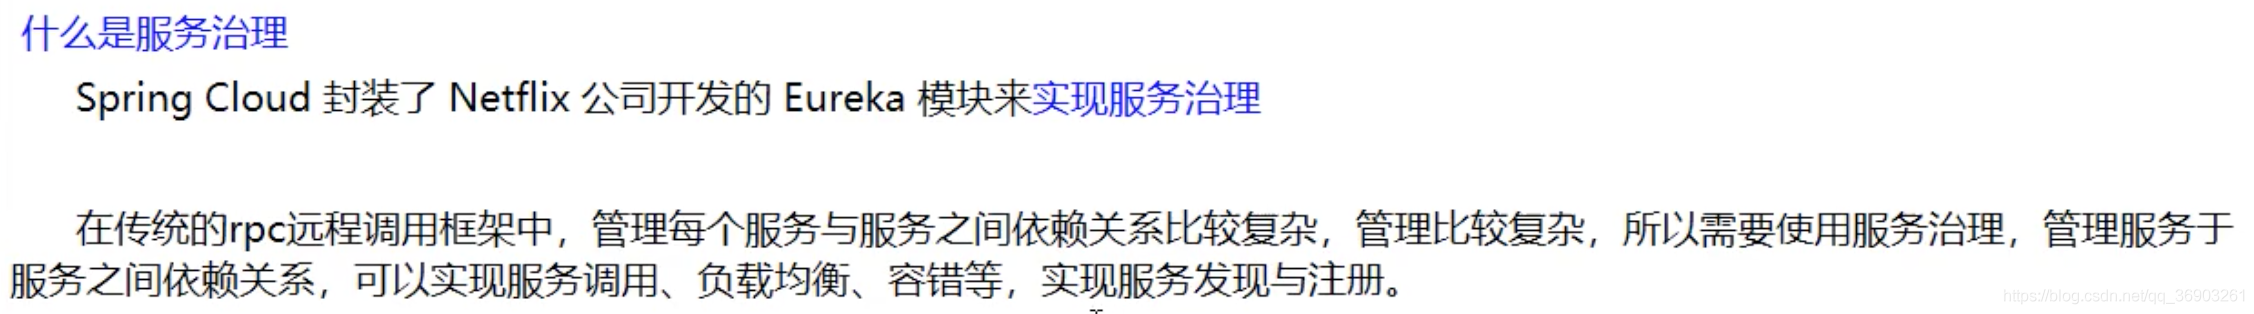 什么是服务治理
Spring Cloud 封装了 Netflix 公司开发的 Eureka 模块来实现服务治理
在传统的rpc远程调用框架中，管理每个服务与服务之间依赖关系比较复杂，管理比较复杂，所以需要使用服务治理，管理服务于
服务之间依赖关系，可以实现服务调用、负载均衡、容错等，实现服务发现与注册。
https://blog.csdn.net/qq_36903261